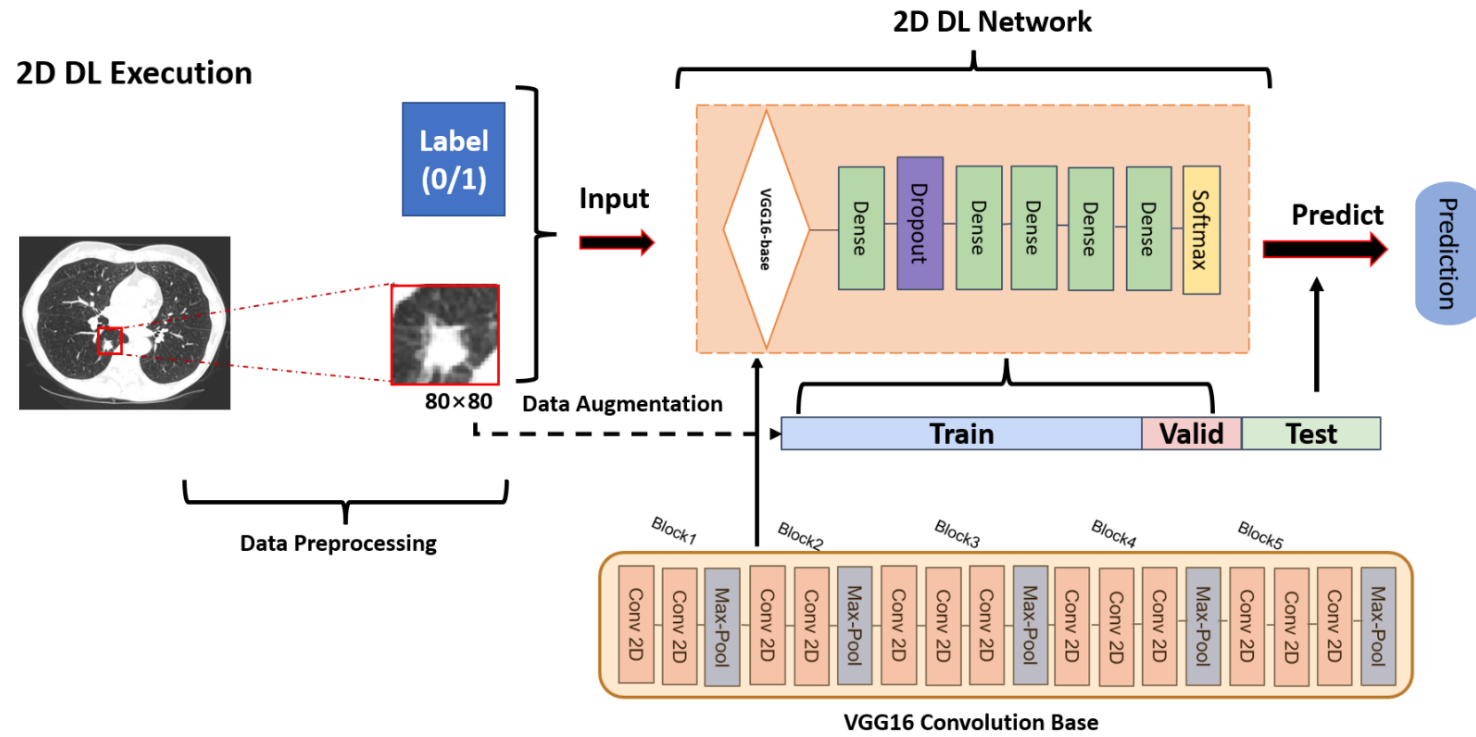 2D DL Network
2D DL Execution
Label
(0/1)
Input
VGG16-base
Dense
Dropout
Dense
Dense
Dense
Dense
Softmax
Predict
Prediction
80×80
Data Augmentation
Train
Valid
Test
Data Preprocessing
Block1
Block2
Block3
Block4
Block5
Conv 2D
Conv 2D
Max-Pool
Conv 2D
Conv 2D
Max-Pool
Conv 2D
Conv 2D
Conv 2D
Max-Pool
Conv 2D
Conv 2D
Conv 2D
Max-Pool
Conv 2D
Conv 2D
Conv 2D
Max-Pool
VGG16 Convolution Base